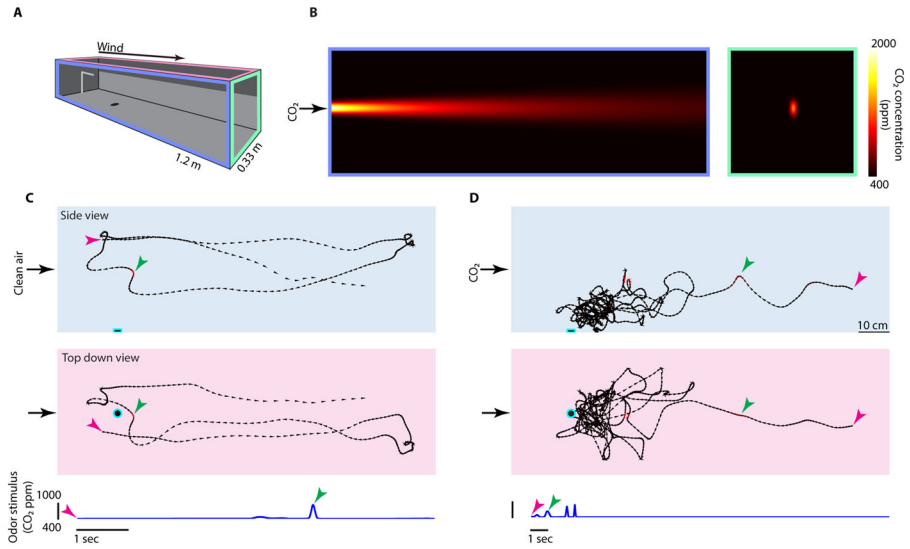 A
Wind
1.2 m
0.33 m
B
CO₂
2000
CO₂ concentration
(ppm)
400
C
Side view
Clean air
Top down view
Odor stimulus
(CO₂ ppm)
1000
400
1 sec
D
CO₂
10 cm
1 sec